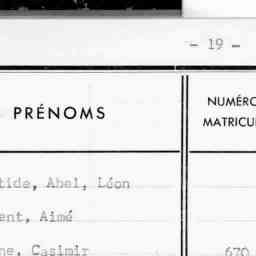 - 19 -
PRÉNOMS
NUMÉRO
MATRICU
tide, Abel, Léon
ent, Aimé
ne, Casimir
670